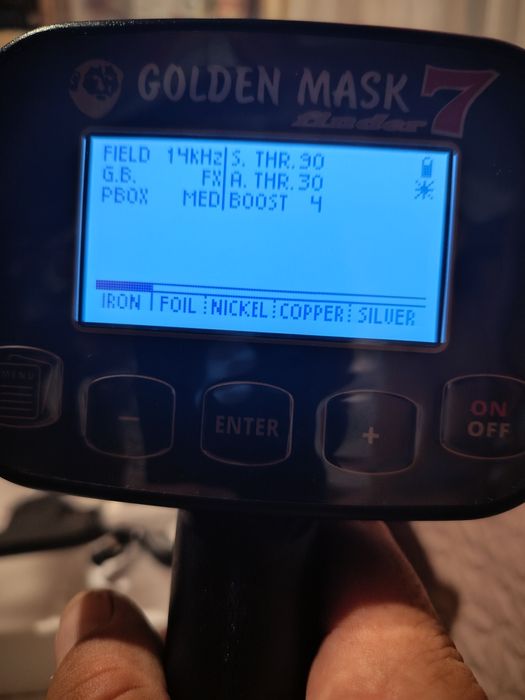 GOLDEN MASK 7
finder
FIELD 14kHz S. THR. 90
G.B. FX A. THR. 30
PBOX MED BOOST 4
IRON FOIL NICKEL COPPER SILVER
MENU
- ENTER + ON OFF